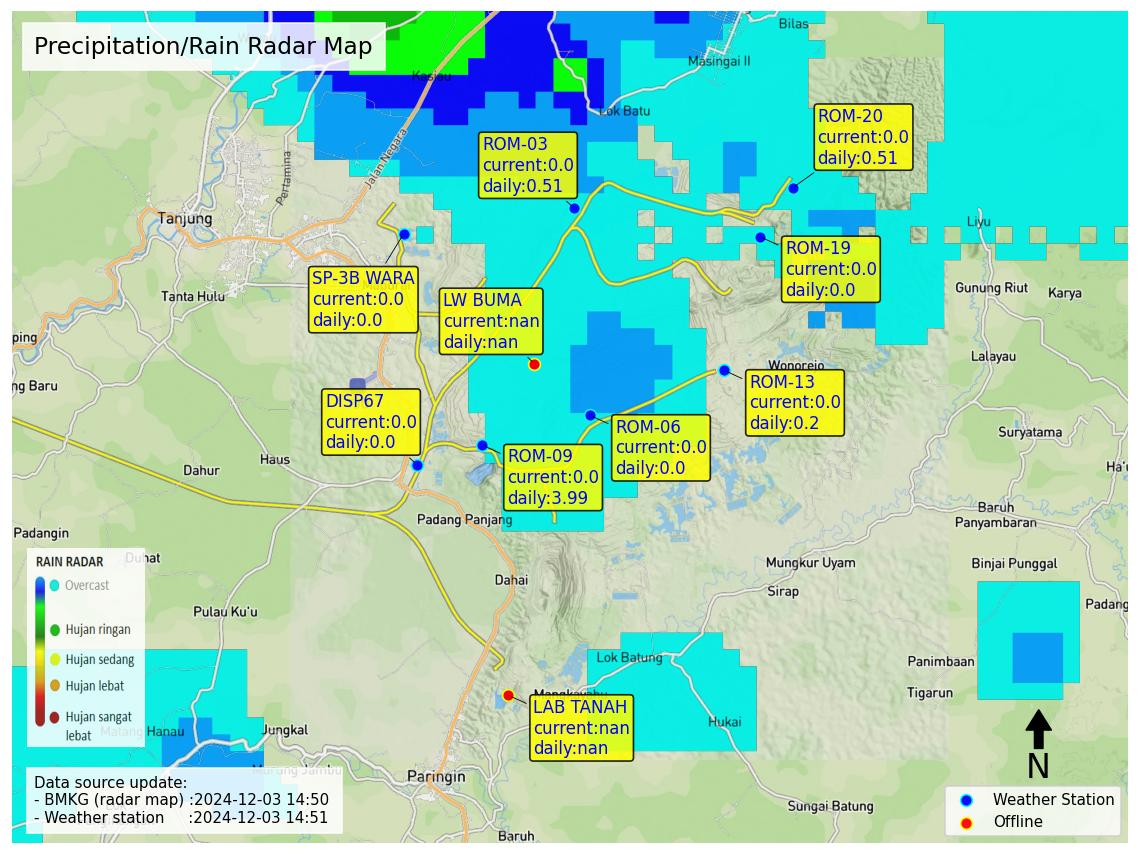 Precipitation/Rain Radar Map
Bilas
Masingai II
Kasiau
Lok Batu
Jalan Negara
Pertamina
Tanjung
Tanta Hulu
ROM-20
current:0.0
daily:0.51
ROM-03
current:0.0
daily:0.51
Liyu
ROM-19
current:0.0
daily:0.0
SP-3B WARA
current:0.0
daily:0.0
LW BUMA
current:nan
daily:nan
Gunung Riut
Karya
Lalayau
ping
ng Baru
Wonorejo
ROM-13
current:0.0
daily:0.2
DISP67
current:0.0
daily:0.0
ROM-06
current:0.0
daily:0.0
ROM-09
current:0.0
daily:3.99
Suryatama
Ha'u
Haus
Dahur
Padang Panjang
Baruh
Panyambaran
Padangin
Duhat
Mungkur Uyam
Binjai Punggal
Dahai
Sirap
Padang
Pulau Ku'u
RAIN RADAR
Overcast
Hujan ringan
Hujan sedang
Hujan lebat
Hujan sangat
lebat
Lok Batung
Panimbaan
Tigarun
Mangkayahu
LAB TANAH
current:nan
daily:nan
Hukai
Matang Hanau
Jungkal
Murung Jambu
Paringin
Sungai Batung
Baruh
Data source update:
- BMKG (radar map) :2024-12-03 14:50
- Weather station :2024-12-03 14:51
N
Weather Station
Offline